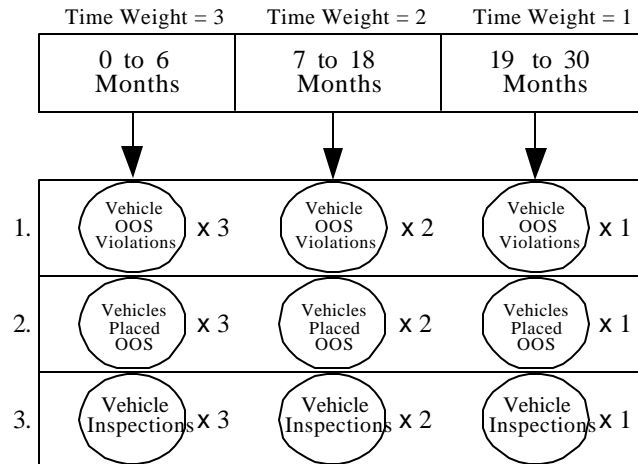 Time Weight = 3 Time Weight = 2 Time Weight = 1
0 to 6 Months
7 to 18 Months
19 to 30 Months
1. Vehicle OOS Violations x 3 Vehicle OOS Violations x 2 Vehicle OOS Violations x 1
2. Vehicles Placed OOS x 3 Vehicles Placed OOS x 2 Vehicles Placed OOS x 1
3. Vehicle Inspections x 3 Vehicle Inspections x 2 Vehicle Inspections x 1